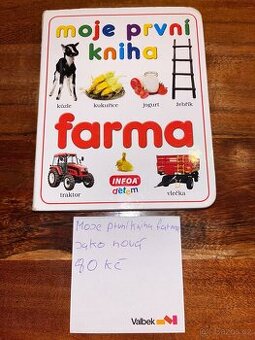 moje první
kniha
kůzle kukuřice jogurt žebřík
farma
INFOA
dětem
traktor vlečka
Moje první kniha farma
Jako nová
90 Kč
Valbek